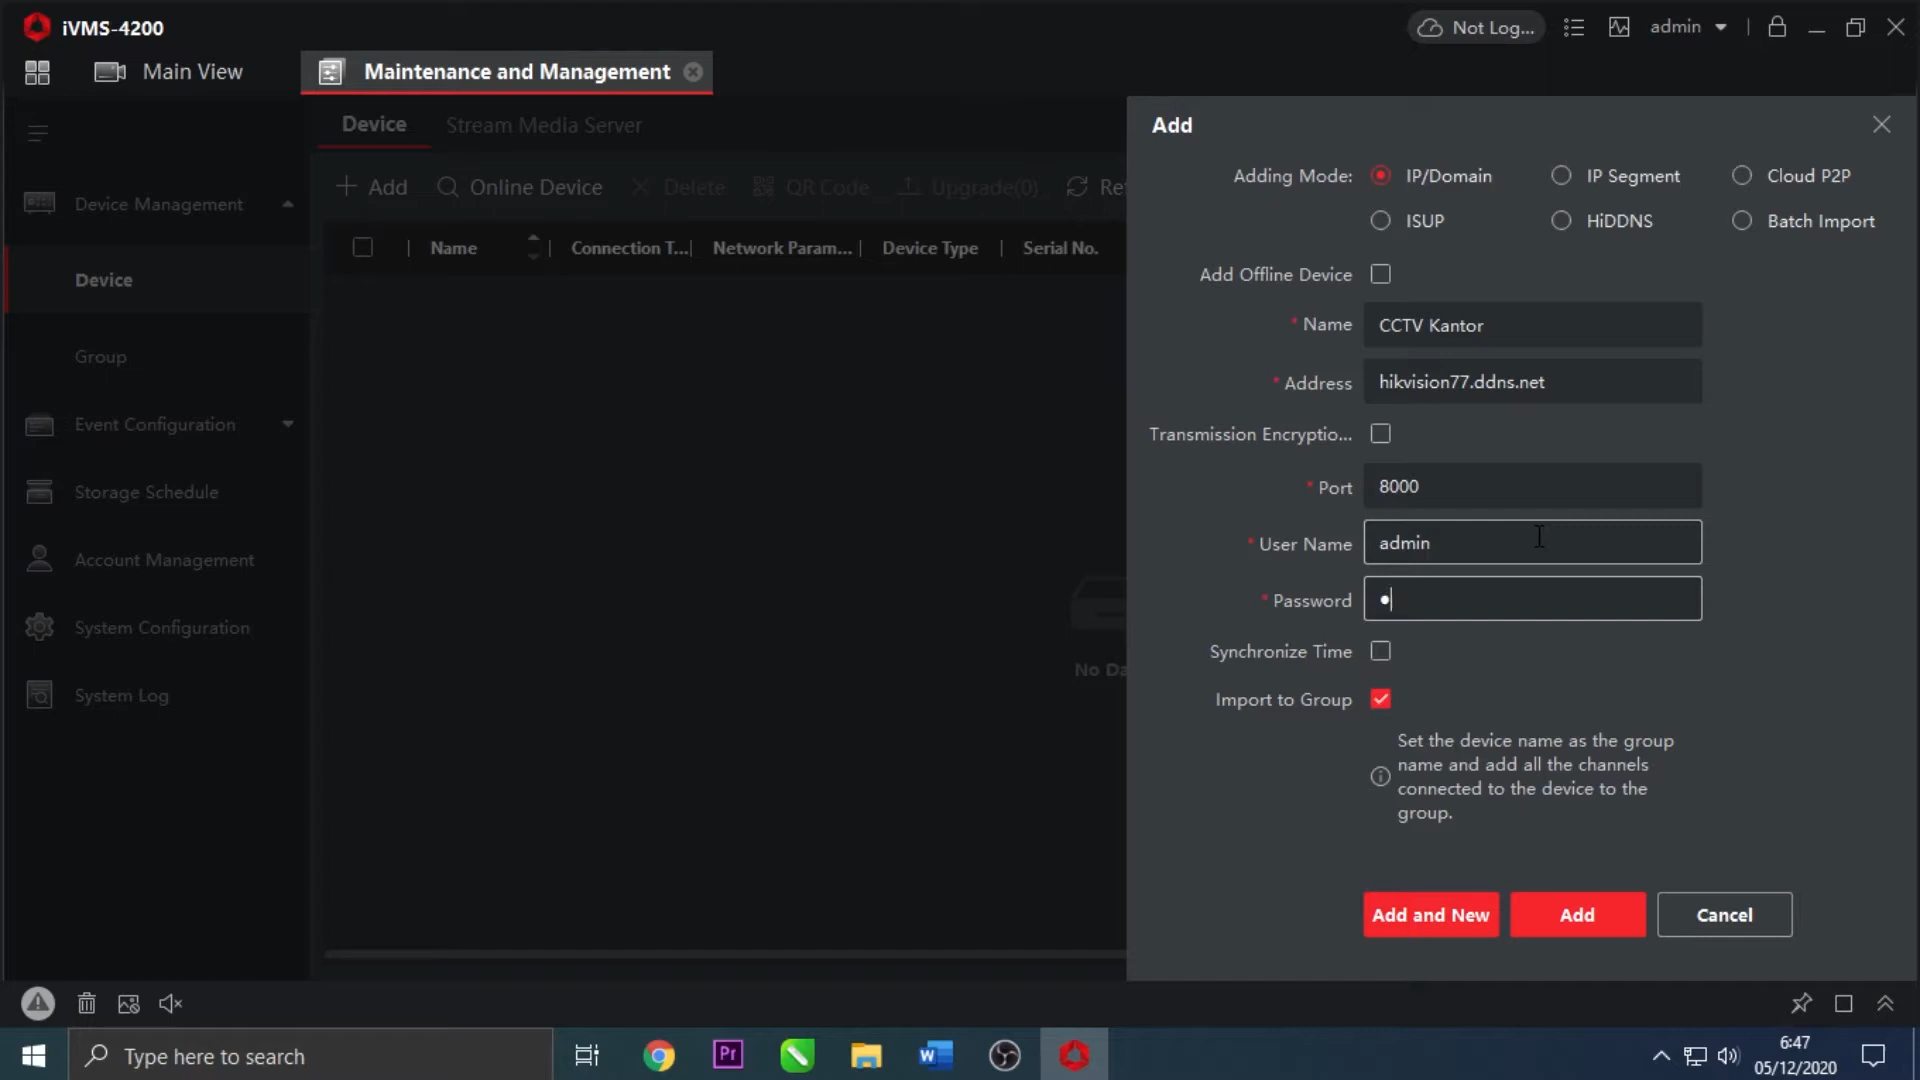 iVMS-4200
Not Log...
admin
Main View
Maintenance and Management
Device
Stream Media Server
Add
Online Device
Delete
QR Code
Upgrade(0)
Device Management
Device
Group
Event Configuration
Storage Schedule
Account Management
System Configuration
System Log
Name
Connection T...
Network Param...
Device Type
Serial No.
Add
Adding Mode:
IP/Domain
IP Segment
Cloud P2P
ISUP
HiDDNS
Batch Import
Add Offline Device
* Name
CCTV Kantor
* Address
hikvision77.ddns.net
Transmission Encryptio...
* Port
8000
* User Name
admin
* Password
●
Synchronize Time
Import to Group
Set the device name as the group
name and add all the channels
connected to the device to the
group.
Add and New
Add
Cancel
Type here to search
Pr
W
6:47
05/12/2020